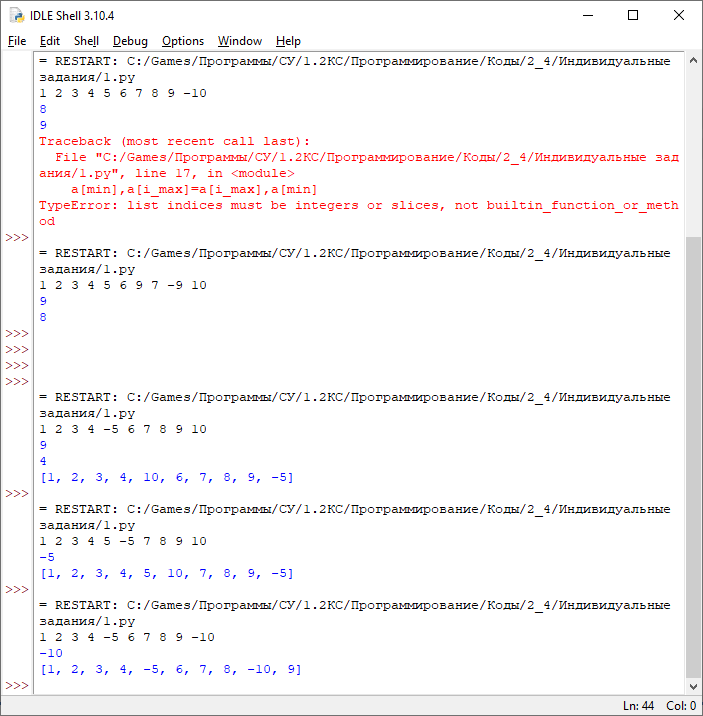 IDLE Shell 3.10.4
File Edit Shell Debug Options Window Help
= RESTART: C:/Games/Программы/СУ/1.2КС/Программирование/Коды/2_4/Индивидуальные
задания/1.py
1 2 3 4 5 6 7 8 9 -10
8
9
Traceback (most recent call last):
File "C:/Games/Программы/СУ/1.2КС/Программирование/Коды/2_4/Индивидуальные зад
ания/1.py", line 17, in <module>
a[min],a[i_max]=a[i_max],a[min]
TypeError: list indices must be integers or slices, not builtin_function_or_meth
od
>>>
= RESTART: C:/Games/Программы/СУ/1.2КС/Программирование/Коды/2_4/Индивидуальные
задания/1.py
1 2 3 4 5 6 9 7 -9 10
9
8
>>>
>>>
>>>
>>>
= RESTART: C:/Games/Программы/СУ/1.2КС/Программирование/Коды/2_4/Индивидуальные
задания/1.py
1 2 3 4 -5 6 7 8 9 10
9
4
[1, 2, 3, 4, 10, 6, 7, 8, 9, -5]
>>>
= RESTART: C:/Games/Программы/СУ/1.2КС/Программирование/Коды/2_4/Индивидуальные
задания/1.py
1 2 3 4 5 -5 7 8 9 10
-5
[1, 2, 3, 4, 5, 10, 7, 8, 9, -5]
>>>
= RESTART: C:/Games/Программы/СУ/1.2КС/Программирование/Коды/2_4/Индивидуальные
задания/1.py
1 2 3 4 -5 6 7 8 9 -10
-10
[1, 2, 3, 4, -5, 6, 7, 8, -10, 9]
>>>
Ln: 44 Col: 0